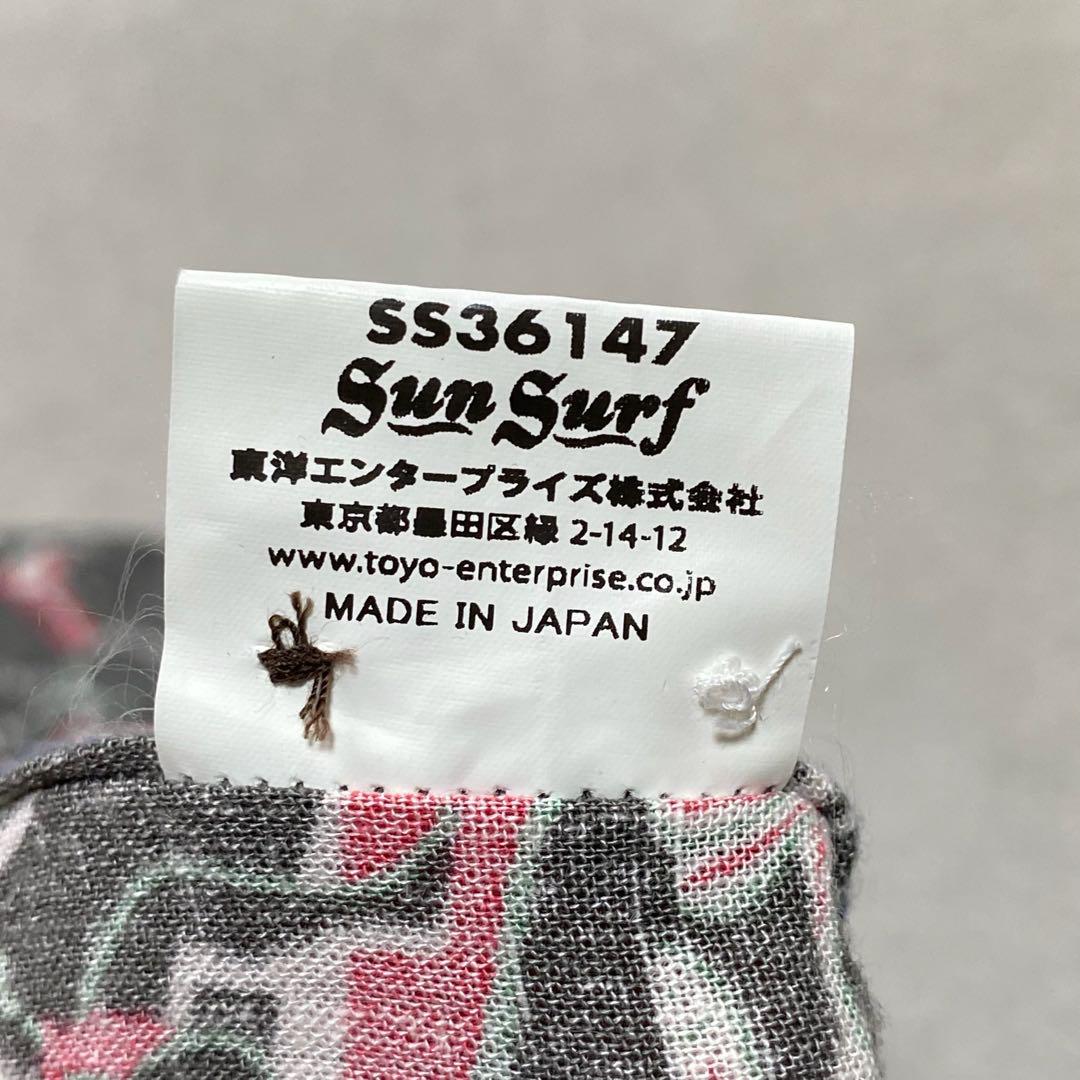 SS36147
Sun Surf
東洋エンタープライズ株式会社
東京都墨田区緑 2-14-12
www.toyo-enterprise.co.jp
MADE IN JAPAN